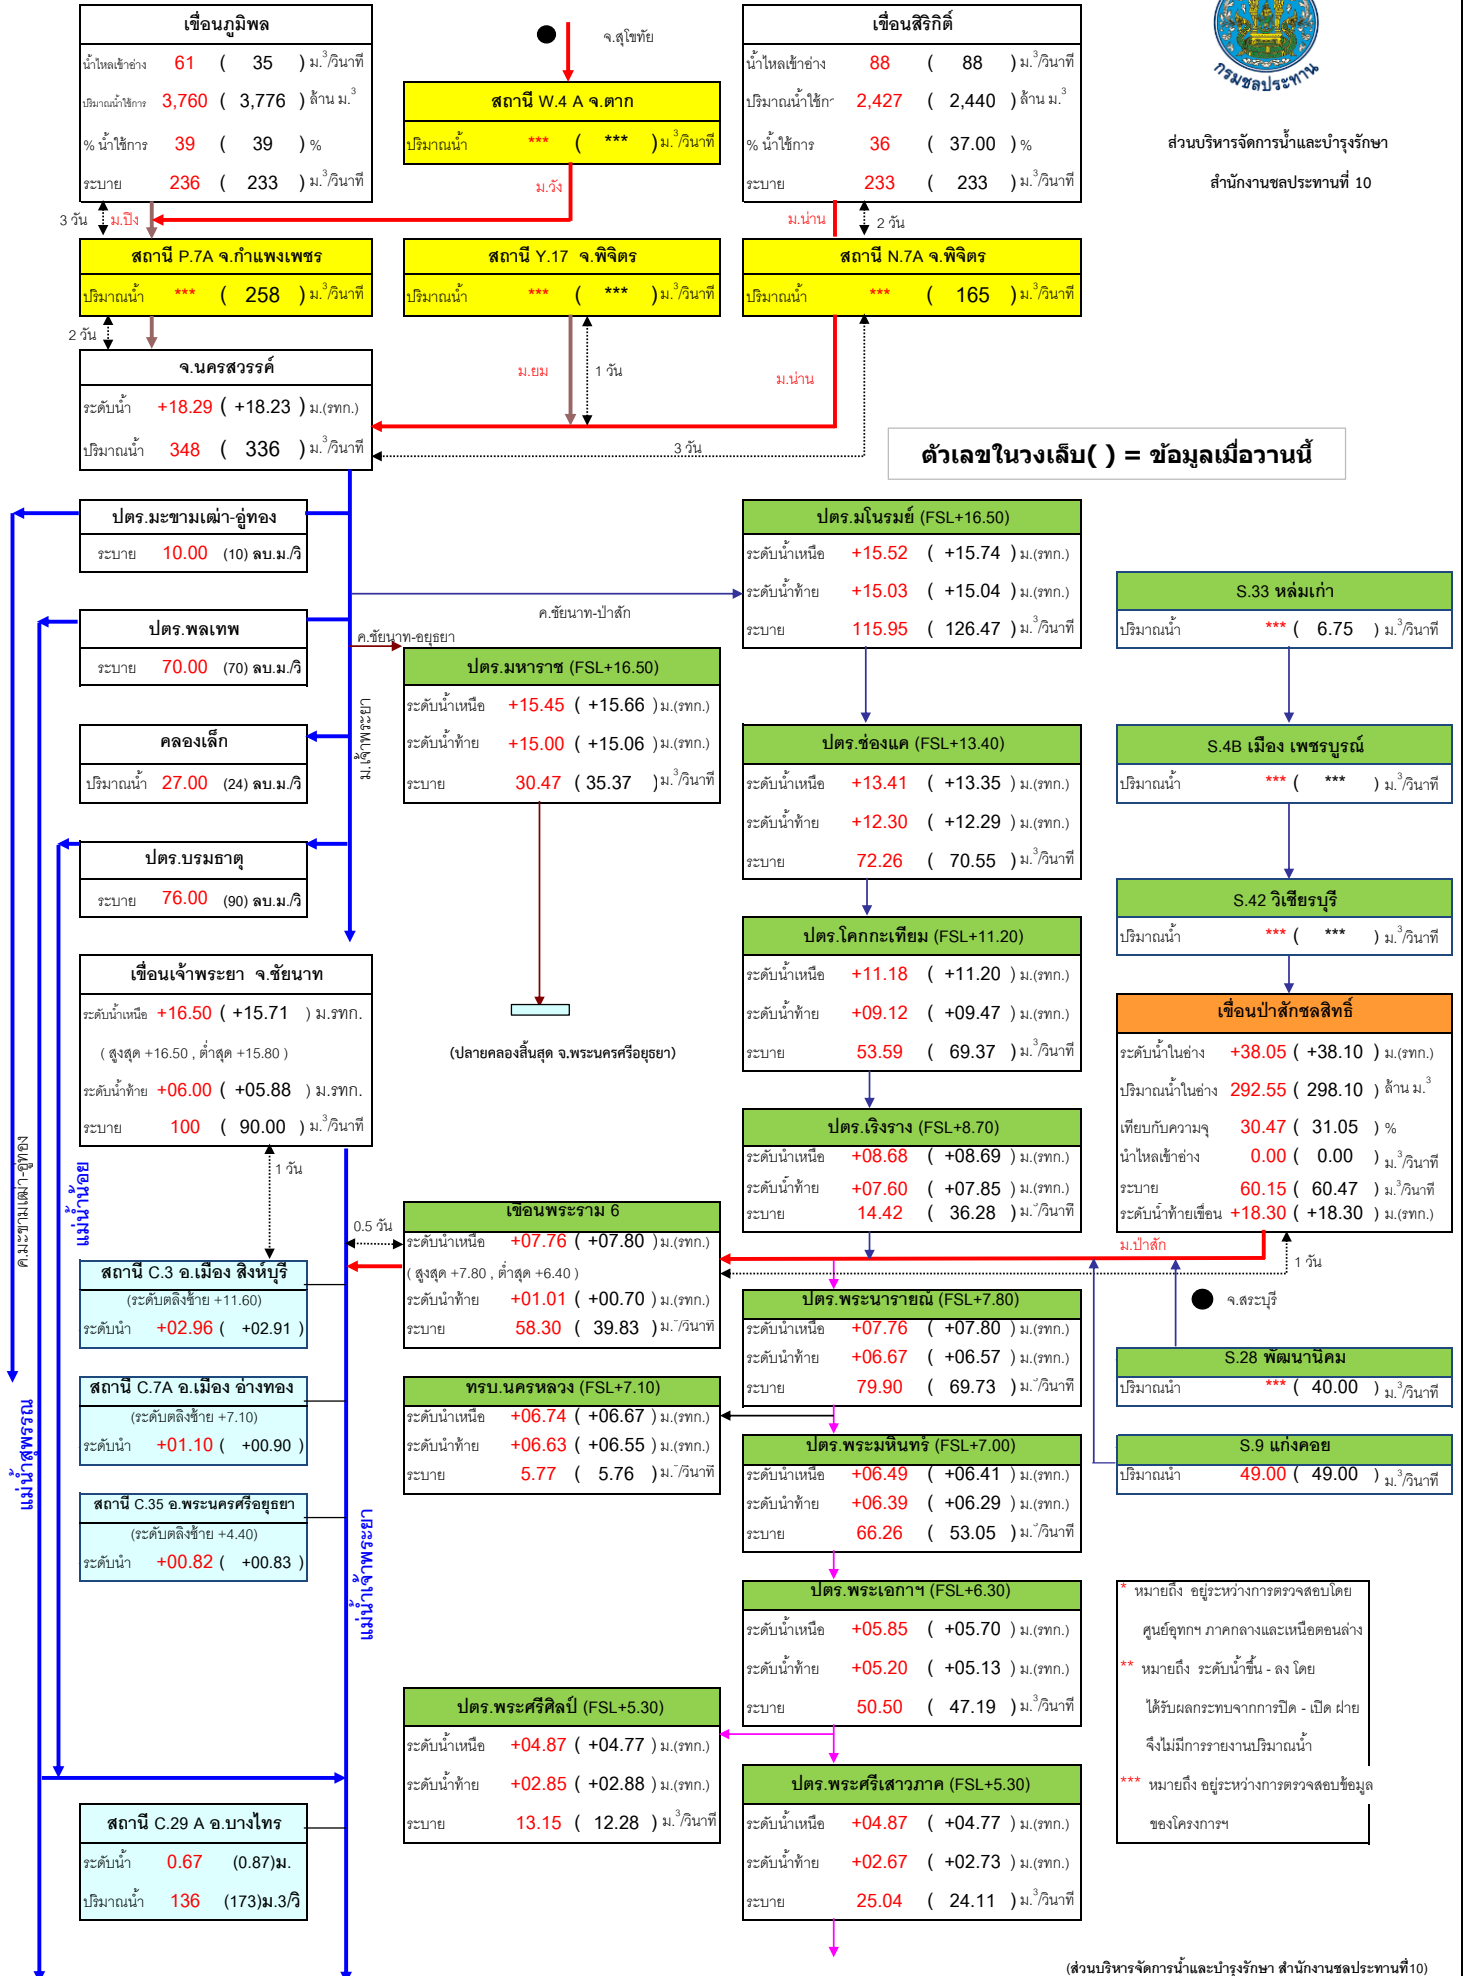 เขื่อนภูมิพล
น้ำไหลเข้าอ่าง 61 ( 35 ) ม.3/วินาที
ปริมาณน้ำใช้การ 3,760 ( 3,776 ) ล้าน ม.3
% น้ำใช้การ 39 ( 39 ) %
ระบาย 236 ( 233 ) ม.3/วินาที
จ.สุโขทัย
สถานี W.4 A จ.ตาก
ปริมาณน้ำ *** ( *** ) ม.3/วินาที
เขื่อนสิริกิติ์
น้ำไหลเข้าอ่าง 88 ( 88 ) ม.3/วินาที
ปริมาณน้ำใช้กา 2,427 ( 2,440 ) ล้าน ม.3
% น้ำใช้การ 36 ( 37.00 ) %
ระบาย 233 ( 233 ) ม.3/วินาที
กรมชลประทาน
ส่วนบริหารจัดการน้ำและบำรุงรักษา
สำนักงานชลประทานที่ 10
3 วัน
ม.ปิง
ม.วัง
ม.น่าน
2 วัน
สถานี P.7A จ.กำแพงเพชร
ปริมาณน้ำ *** ( 258 ) ม.3/วินาที
สถานี Y.17 จ.พิจิตร
ปริมาณน้ำ *** ( *** ) ม.3/วินาที
สถานี N.7A จ.พิจิตร
ปริมาณน้ำ *** ( 165 ) ม.3/วินาที
2 วัน
ม.ยม
1 วัน
ม.น่าน
3 วัน
จ.นครสวรรค์
ระดับน้ำ +18.29 ( +18.23 ) ม.(รทก.)
ปริมาณน้ำ 348 ( 336 ) ม.3/วินาที
ตัวเลขในวงเล็บ( ) = ข้อมูลเมื่อวานนี้
ปตร.มะขามเฒ่า-อู่ทอง
ระบาย 10.00 (10) ลบ.ม./วิ
ปตร.พลเทพ
ระบาย 70.00 (70) ลบ.ม./วิ
คลองเล็ก
ปริมาณน้ำ 27.00 (24) ลบ.ม./วิ
ปตร.บรมธาตุ
ระบาย 76.00 (90) ลบ.ม./วิ
ค.ชัยนาท-ป่าสัก
ค.ชัยนาท-อยุธยา
ม.เจ้าพระยา
ปตร.มหาราช (FSL+16.50)
ระดับน้ำเหนือ +15.45 ( +15.66 ) ม.(รทก.)
ระดับน้ำท้าย +15.00 ( +15.06 ) ม.(รทก.)
ระบาย 30.47 ( 35.37 ) ม.3/วินาที
(ปลายคลองสิ้นสุด จ.พระนครศรีอยุธยา)
ปตร.มโนรมย์ (FSL+16.50)
ระดับน้ำเหนือ +15.52 ( +15.74 ) ม.(รทก.)
ระดับน้ำท้าย +15.03 ( +15.04 ) ม.(รทก.)
ระบาย 115.95 ( 126.47 ) ม.3/วินาที
ปตร.ช่องแค (FSL+13.40)
ระดับน้ำเหนือ +13.41 ( +13.35 ) ม.(รทก.)
ระดับน้ำท้าย +12.30 ( +12.29 ) ม.(รทก.)
ระบาย 72.26 ( 70.55 ) ม.3/วินาที
ปตร.โคกกะเทียม (FSL+11.20)
ระดับน้ำเหนือ +11.18 ( +11.20 ) ม.(รทก.)
ระดับน้ำท้าย +09.12 ( +09.47 ) ม.(รทก.)
ระบาย 53.59 ( 69.37 ) ม.3/วินาที
ปตร.เริงราง (FSL+8.70)
ระดับน้ำเหนือ +08.68 ( +08.69 ) ม.(รทก.)
ระดับน้ำท้าย +07.60 ( +07.85 ) ม.(รทก.)
ระบาย 14.42 ( 36.28 ) ม.3/วินาที
S.33 หล่มเก่า
ปริมาณน้ำ *** ( 6.75 ) ม.3/วินาที
S.4B เมือง เพชรบูรณ์
ปริมาณน้ำ *** ( *** ) ม.3/วินาที
S.42 วิเชียรบุรี
ปริมาณน้ำ *** ( *** ) ม.3/วินาที
เขื่อนป่าสักชลสิทธิ์
ระดับน้ำในอ่าง +38.05 ( +38.10 ) ม.(รทก.)
ปริมาณน้ำในอ่าง 292.55 ( 298.10 ) ล้าน ม.3
เทียบกับความจุ 30.47 ( 31.05 ) %
น้ำไหลเข้าอ่าง 0.00 ( 0.00 ) ม.3/วินาที
ระบาย 60.15 ( 60.47 ) ม.3/วินาที
ระดับน้ำท้ายเขื่อน +18.30 ( +18.30 ) ม.(รทก.)
เขื่อนเจ้าพระยา จ.ชัยนาท
ระดับน้ำเหนือ +16.50 ( +15.71 ) ม.รทก.
( สูงสุด +16.50 , ต่ำสุด +15.80 )
ระดับน้ำท้าย +06.00 ( +05.88 ) ม.รทก.
ระบาย 100 ( 90.00 ) ม.3/วินาที
ค.มะขามเฒ่า-อู่ทอง
แม่น้ำน้อย
1 วัน
0.5 วัน
เขื่อนพระราม 6
ระดับน้ำเหนือ +07.76 ( +07.80 ) ม.(รทก.)
( สูงสุด +7.80 , ต่ำสุด +6.40 )
ระดับน้ำท้าย +01.01 ( +00.70 ) ม.(รทก.)
ระบาย 58.30 ( 39.83 ) ม.3/วินาที
ม.ป่าสัก
1 วัน
จ.สระบุรี
สถานี C.3 อ.เมือง สิงห์บุรี
(ระดับตลิ่งซ้าย +11.60)
ระดับน้ำ +02.96 ( +02.91 )
สถานี C.7A อ.เมือง อ่างทอง
(ระดับตลิ่งซ้าย +7.10)
ระดับน้ำ +01.10 ( +00.90 )
สถานี C.35 อ.พระนครศรีอยุธยา
(ระดับตลิ่งซ้าย +4.40)
ระดับน้ำ +00.82 ( +00.83 )
แม่น้ำสุพรรณ
แม่น้ำเจ้าพระยา
ทรบ.นครหลวง (FSL+7.10)
ระดับน้ำเหนือ +06.74 ( +06.67 ) ม.(รทก.)
ระดับน้ำท้าย +06.63 ( +06.55 ) ม.(รทก.)
ระบาย 5.77 ( 5.76 ) ม.3/วินาที
ปตร.พระนารายณ์ (FSL+7.80)
ระดับน้ำเหนือ +07.76 ( +07.80 ) ม.(รทก.)
ระดับน้ำท้าย +06.67 ( +06.57 ) ม.(รทก.)
ระบาย 79.90 ( 69.73 ) ม.3/วินาที
ปตร.พระมหินทร์ (FSL+7.00)
ระดับน้ำเหนือ +06.49 ( +06.41 ) ม.(รทก.)
ระดับน้ำท้าย +06.39 ( +06.29 ) ม.(รทก.)
ระบาย 66.26 ( 53.05 ) ม.3/วินาที
S.28 พัฒนานิคม
ปริมาณน้ำ *** ( 40.00 ) ม.3/วินาที
S.9 แก่งคอย
ปริมาณน้ำ 49.00 ( 49.00 ) ม.3/วินาที
ปตร.พระเอกาฯ (FSL+6.30)
ระดับน้ำเหนือ +05.85 ( +05.70 ) ม.(รทก.)
ระดับน้ำท้าย +05.20 ( +05.13 ) ม.(รทก.)
ระบาย 50.50 ( 47.19 ) ม.3/วินาที
ปตร.พระศรีศิลป์ (FSL+5.30)
ระดับน้ำเหนือ +04.87 ( +04.77 ) ม.(รทก.)
ระดับน้ำท้าย +02.85 ( +02.88 ) ม.(รทก.)
ระบาย 13.15 ( 12.28 ) ม.3/วินาที
ปตร.พระศรีเสาวภาค (FSL+5.30)
ระดับน้ำเหนือ +04.87 ( +04.77 ) ม.(รทก.)
ระดับน้ำท้าย +02.67 ( +02.73 ) ม.(รทก.)
ระบาย 25.04 ( 24.11 ) ม.3/วินาที
* หมายถึง อยู่ระหว่างการตรวจสอบโดย
ศูนย์อุทกฯ ภาคกลางและเหนือตอนล่าง
** หมายถึง ระดับน้ำขึ้น - ลง โดย
ได้รับผลกระทบจากการปิด - เปิด ฝาย
จึงไม่มีการรายงานปริมาณน้ำ
*** หมายถึง อยู่ระหว่างการตรวจสอบข้อมูล
ของโครงการฯ
สถานี C.29 A อ.บางไทร
ระดับน้ำ 0.67 (0.87)ม.
ปริมาณน้ำ 136 (173)ม.3/วิ
(ส่วนบริหารจัดการน้ำและบำรุงรักษา สำนักงานชลประทานที่10)